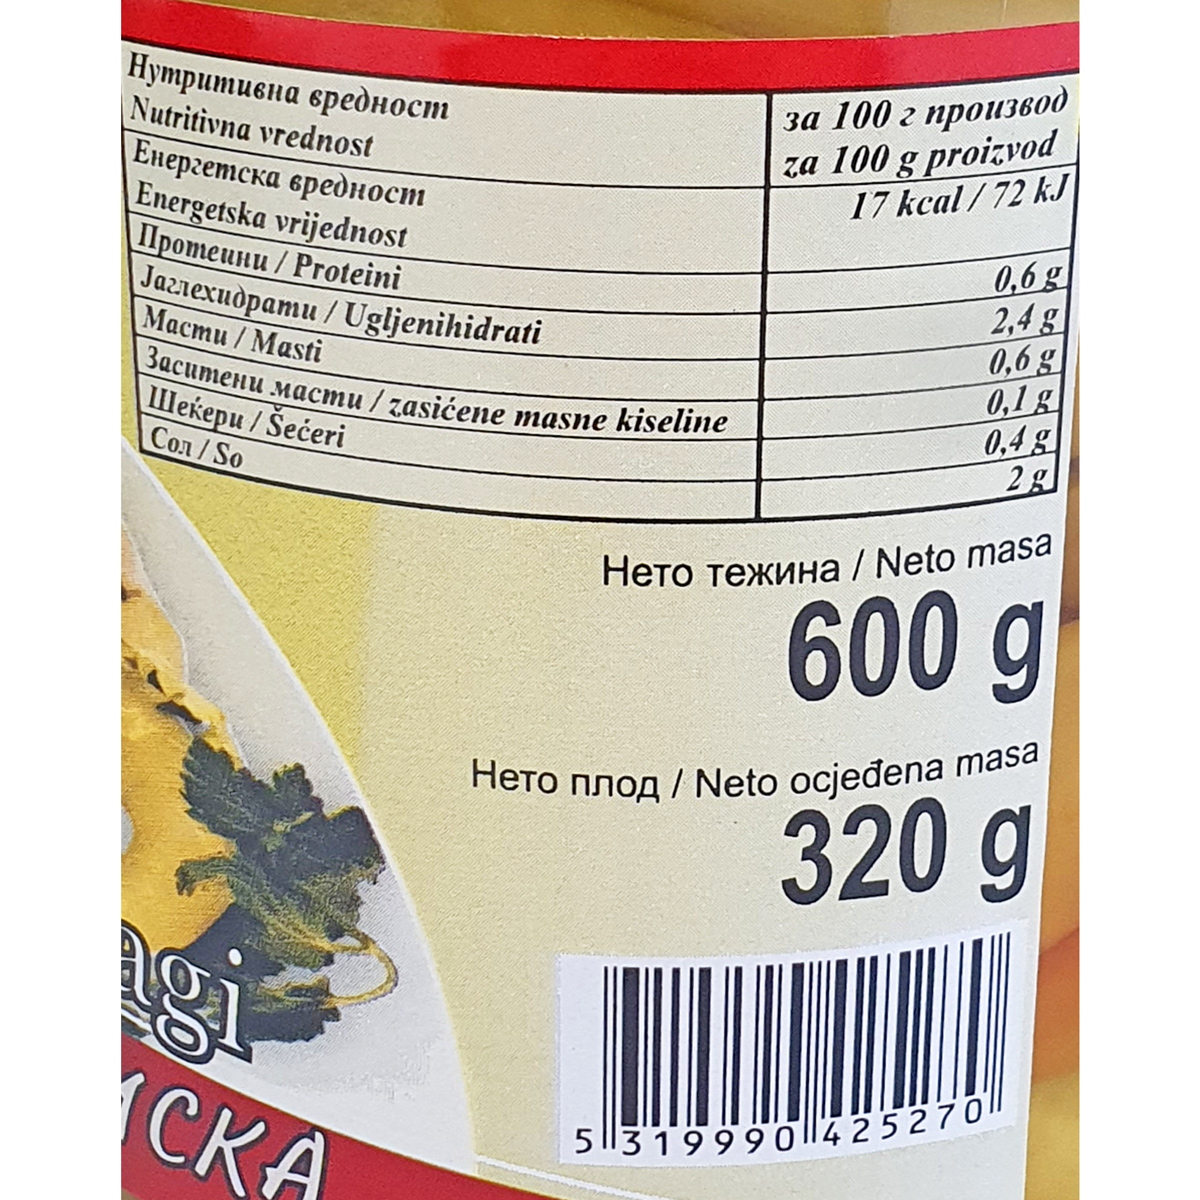 Нутритивна вредност
Nutritivna vrednost
за 100 г производ
za 100 g proizvod
Енергетска вредност
Energetska vrijednost
17 kcal / 72 kJ
Протеини / Proteini 0,6 g
Јаглехидрати / Ugljenihidrati 2,4 g
Масти / Masti 0,6 g
Заситени масти / zasićene masne kiseline 0,1 g
Шеќери / Šećeri 0,4 g
Сол / So 2 g
Нето тежина / Neto masa
600 g
Нето плод / Neto ocjeđena masa
320 g
agi
СКА
5 319990 425270